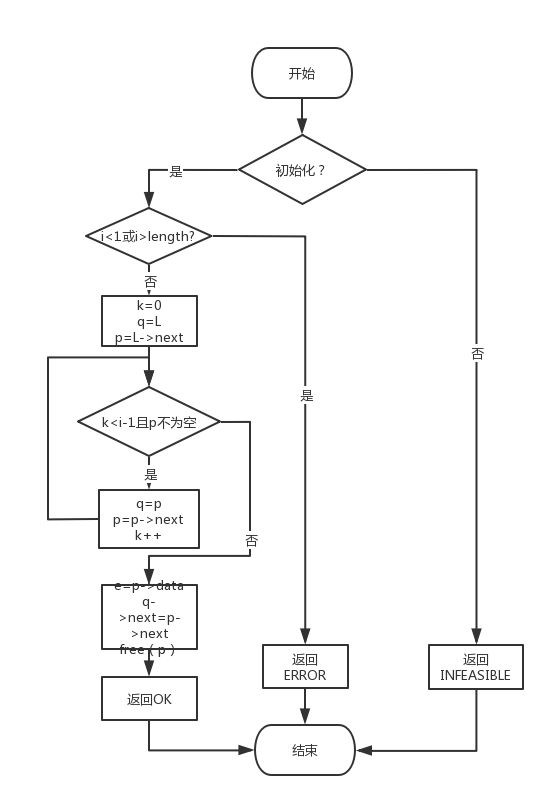 开始
初始化？
是
i<1或i>length?
否
k=0
q=L
p=L->next
否
是
k<i-1且p不为空
是
q=p
p=p->next
k++
否
e=p->data
q-
>next=p-
>next
free（p）
返回
ERROR
返回
INFEASIBLE
返回OK
结束